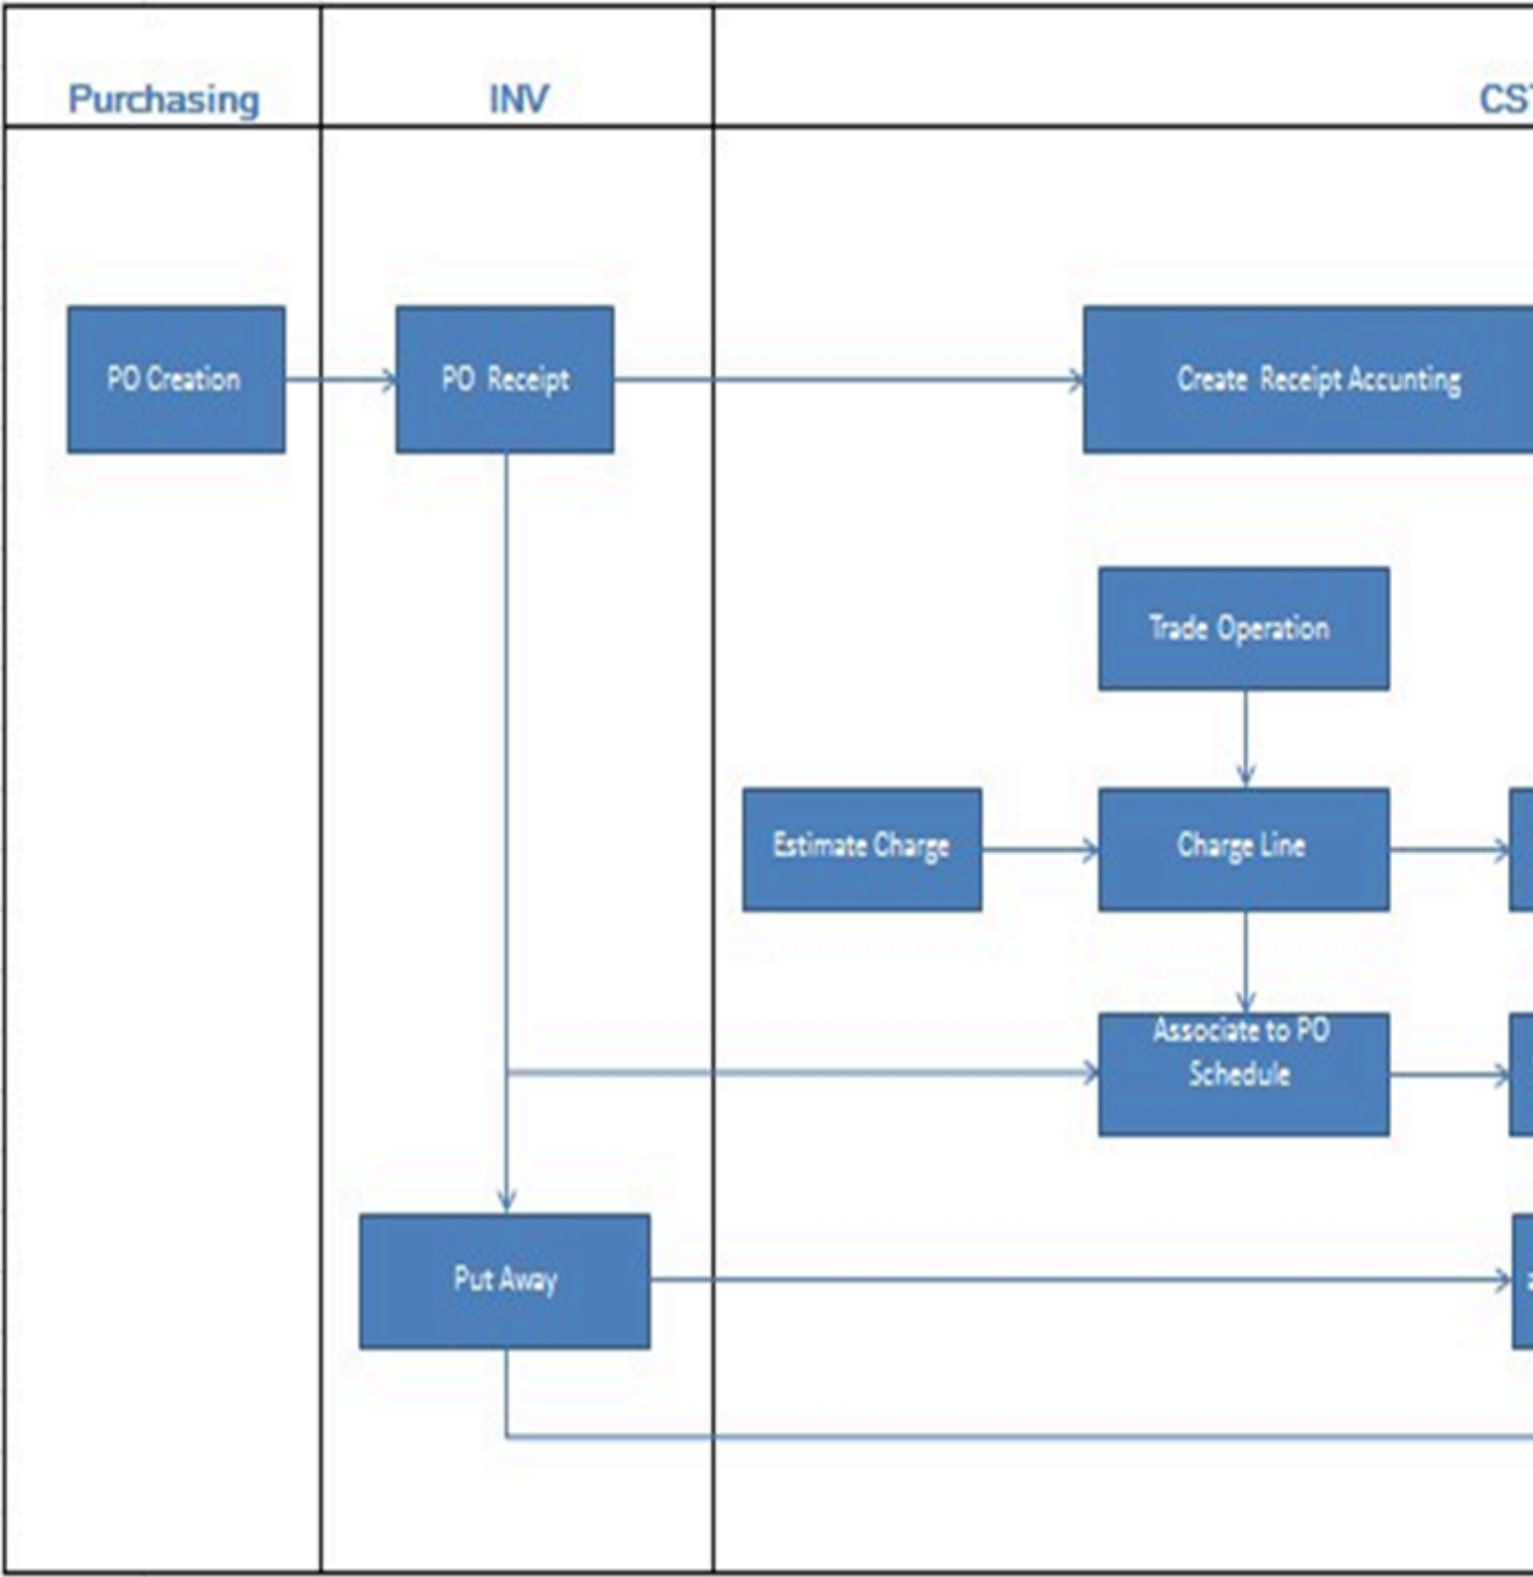 Purchasing
INV
CS
PO Creation
PO Receipt
Create Receipt Accunting
Trade Operation
Estimate Charge
Charge Line
Associate to PO
Schedule
Put Away